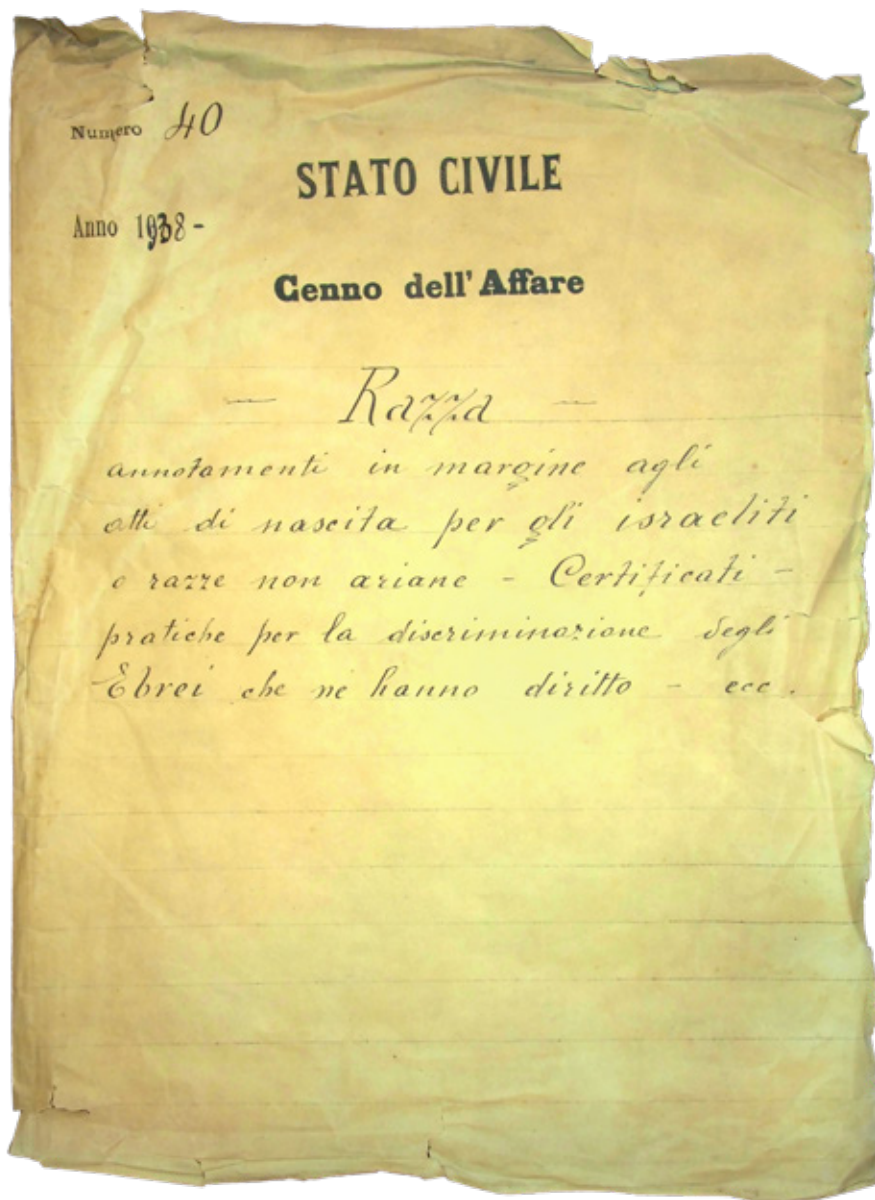 Numero 40
STATO CIVILE
Anno 1938-
Cenno dell'Affare
— Razza —
annotamenti in margine agli
atti di nascita per gli israeliti
o razze non ariane - Certificati -
pratiche per la discriminazione degli
Ebrei che ne hanno diritto - ecc.